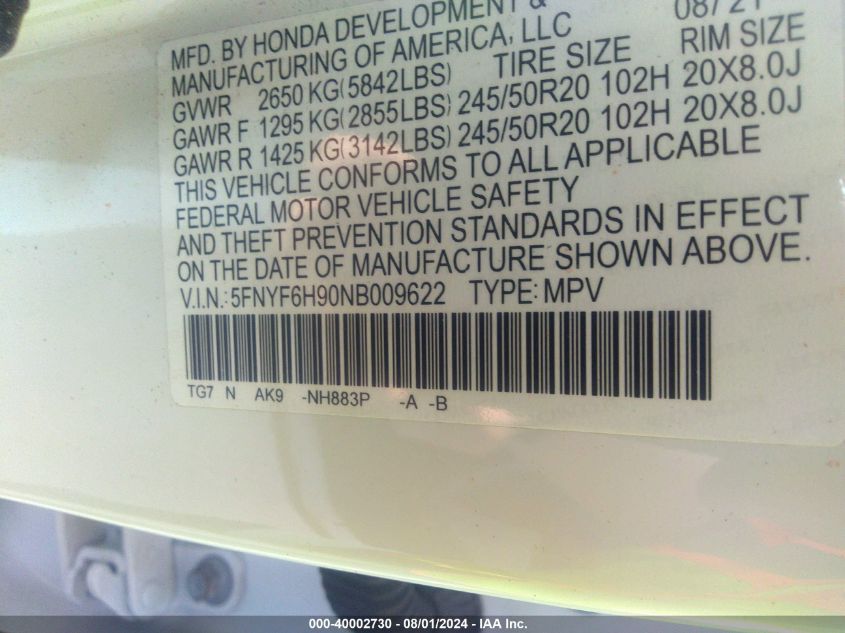 MFD. BY HONDA DEVELOPMENT & 08/21
MANUFACTURING OF AMERICA, LLC
TIRE SIZE RIM SIZE
GVWR 2650 KG(5842LBS)
GAWR F 1295 KG(2855LBS) 245/50R20 102H 20X8.0J
GAWR R 1425 KG(3142LBS) 245/50R20 102H 20X8.0J
THIS VEHICLE CONFORMS TO ALL APPLICABLE
FEDERAL MOTOR VEHICLE SAFETY
AND THEFT PREVENTION STANDARDS IN EFFECT
ON THE DATE OF MANUFACTURE SHOWN ABOVE.
V.I.N.: 5FNYF6H90NB009622 TYPE: MPV
TG7 N AK9 -NH883P -A -B
000-40002730 - 08/01/2024 - IAA Inc.